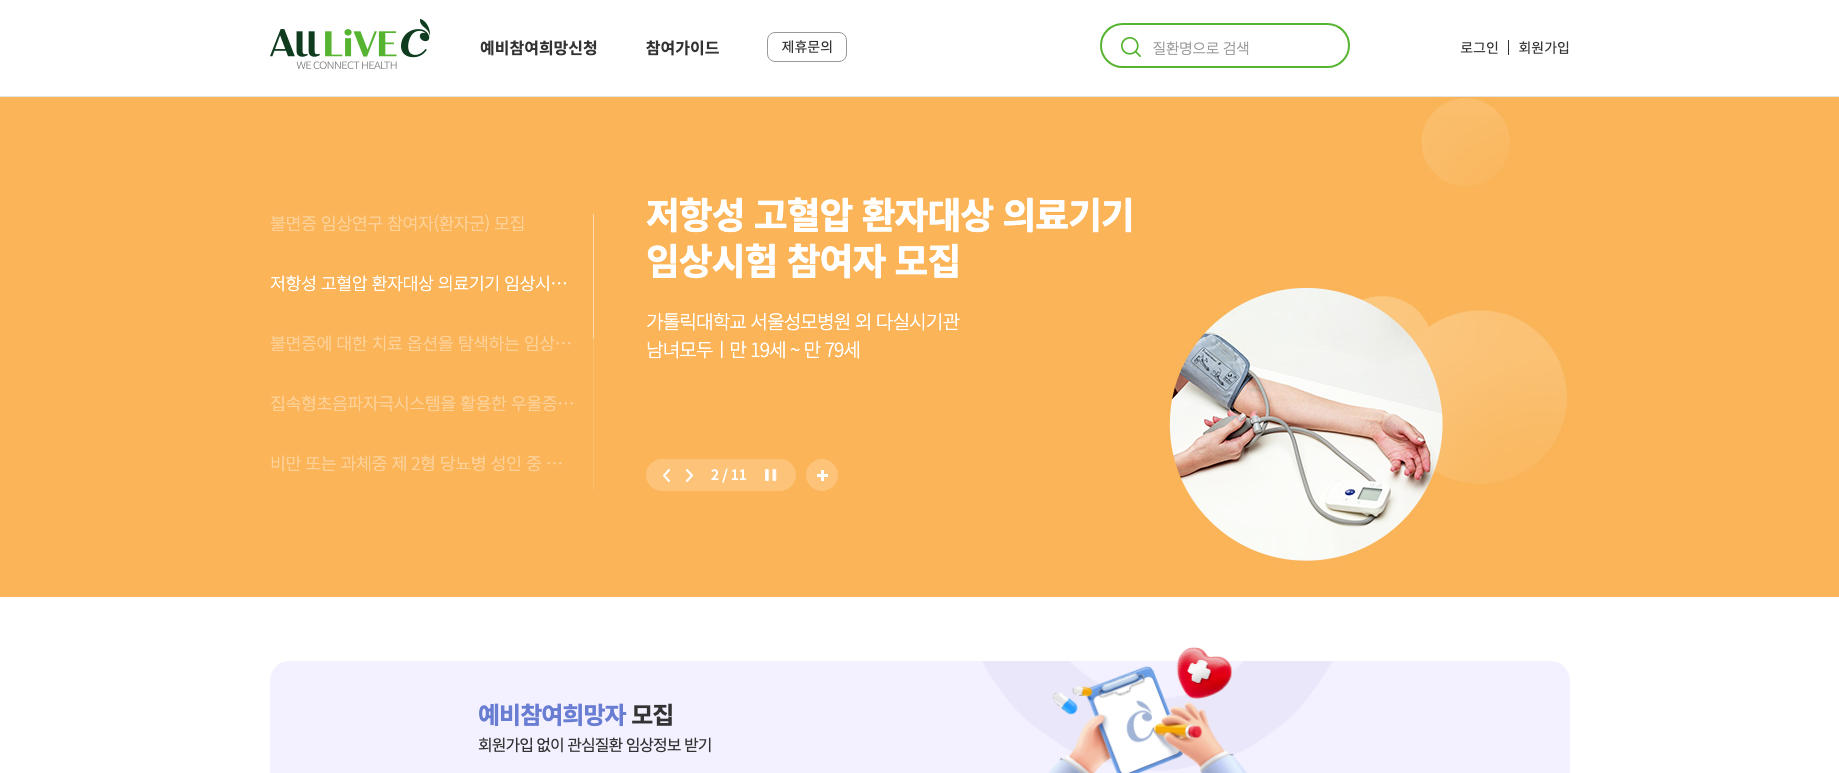 ALL LiVE C
WE CONNECT HEALTH
예비참여희망신청
참여가이드
제휴문의
질환명으로 검색
로그인
회원가입
불면증 임상연구 참여자(환자군) 모집
저항성 고혈압 환자대상 의료기기 임상시…
불면증에 대한 치료 옵션을 탐색하는 임상…
집속형초음파자극시스템을 활용한 우울증…
비만 또는 과체중 제 2형 당뇨병 성인 중 …
저항성 고혈압 환자대상 의료기기
임상시험 참여자 모집
가톨릭대학교 서울성모병원 외 다실시기관
남녀모두ㅣ만 19세 ~ 만 79세
2 / 11
예비참여희망자 모집
회원가입 없이 관심질환 임상정보 받기